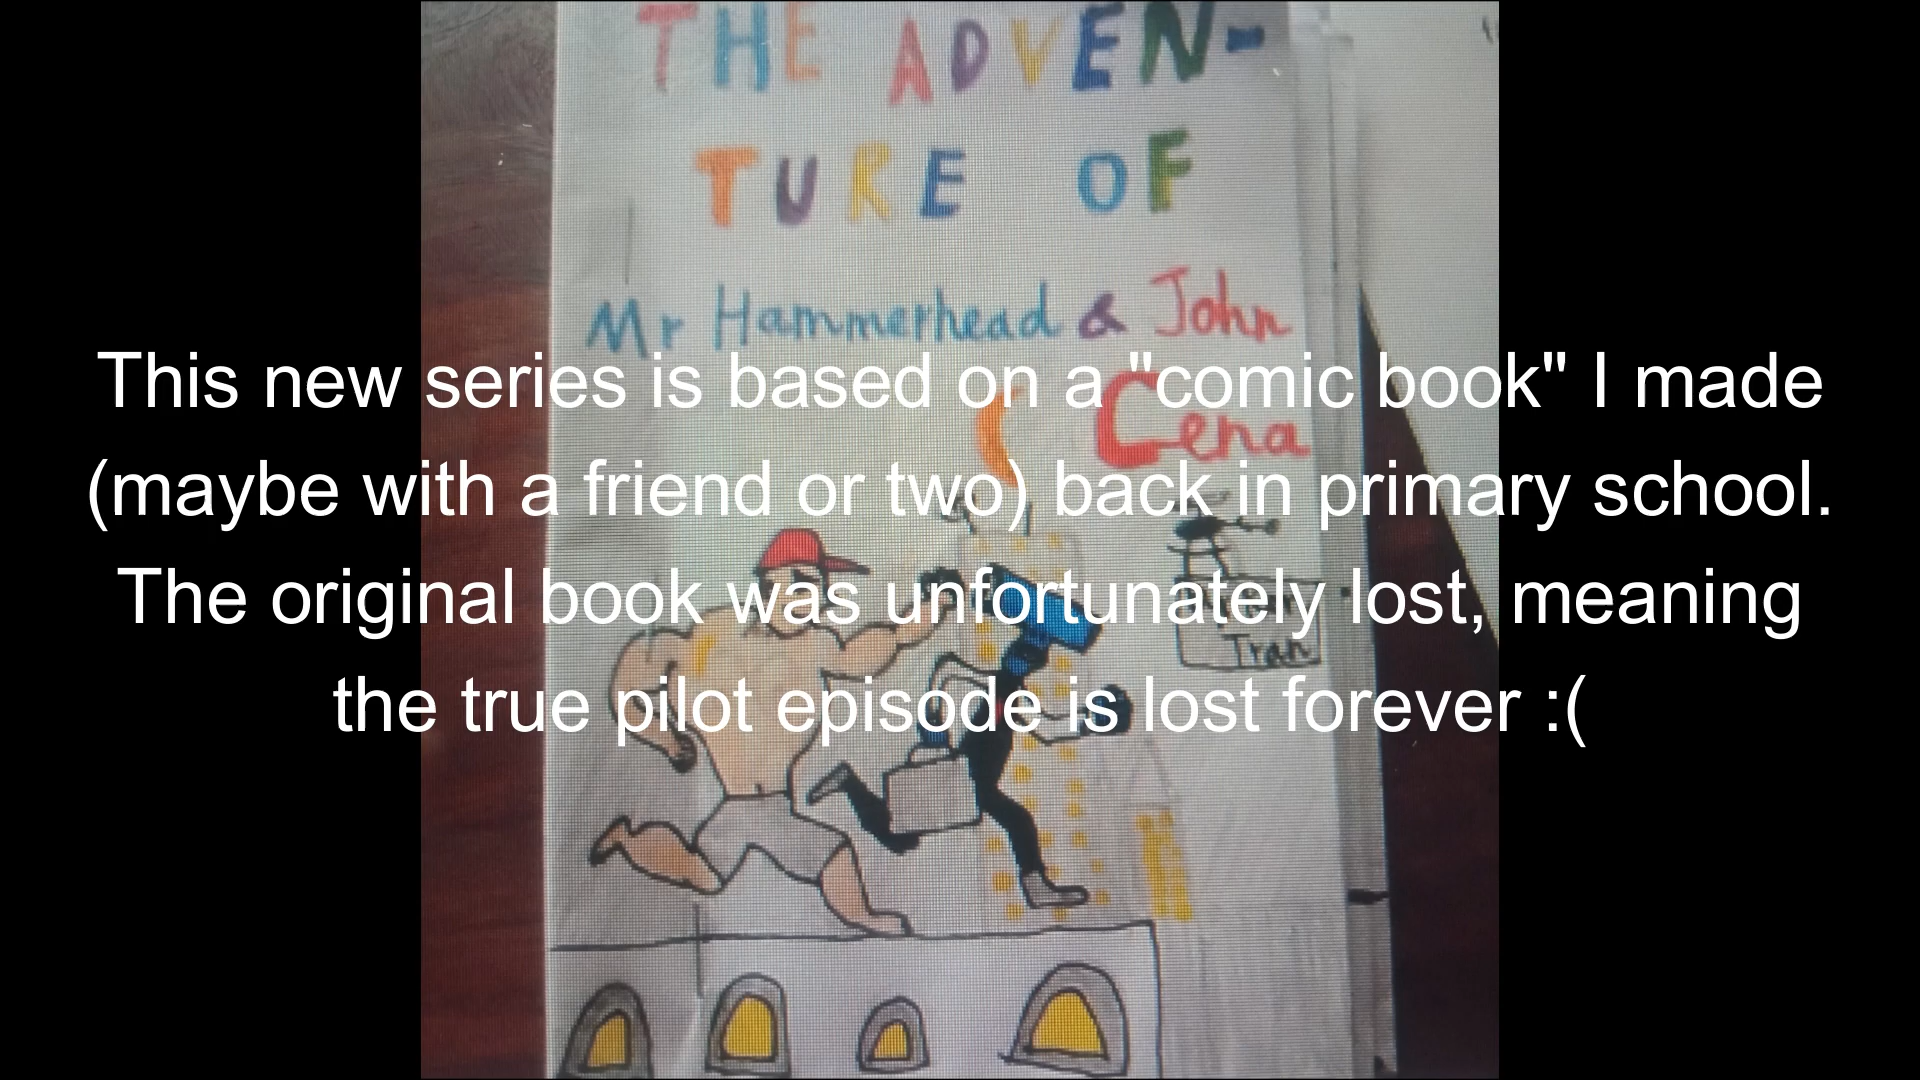 THE ADVEN-
TURE OF
Mr Hammerhead & John
Cena
This new series is based on a "comic book" I made
(maybe with a friend or two) back in primary school.
The original book was unfortunately lost, meaning
the true pilot episode is lost forever :(
Tran